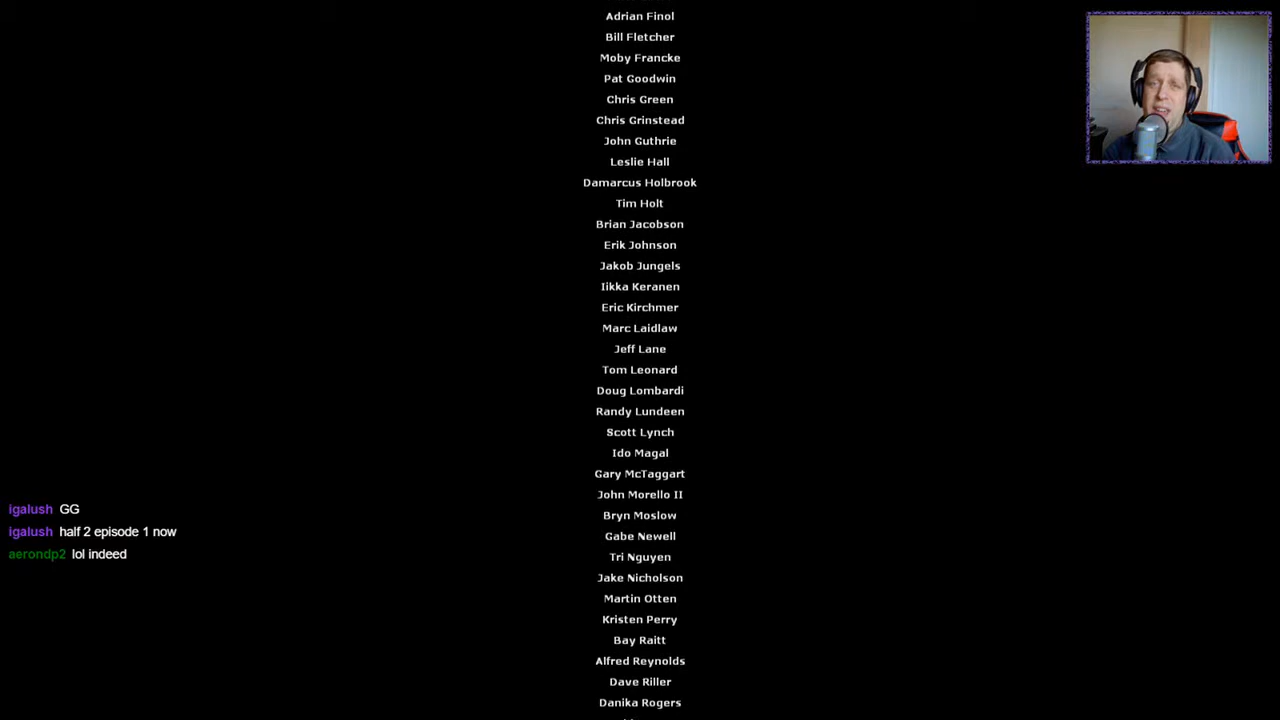 Adrian Finol
Bill Fletcher
Moby Francke
Pat Goodwin
Chris Green
Chris Grinstead
John Guthrie
Leslie Hall
Damarcus Holbrook
Tim Holt
Brian Jacobson
Erik Johnson
Jakob Jungels
Iikka Keranen
Eric Kirchmer
Marc Laidlaw
Jeff Lane
Tom Leonard
Doug Lombardi
Randy Lundeen
Scott Lynch
Ido Magal
Gary McTaggart
John Morello II
Bryn Moslow
Gabe Newell
Tri Nguyen
Jake Nicholson
Martin Otten
Kristen Perry
Bay Raitt
Alfred Reynolds
Dave Riller
Danika Rogers
igalush GG
igalush half 2 episode 1 now
aerondp2 lol indeed